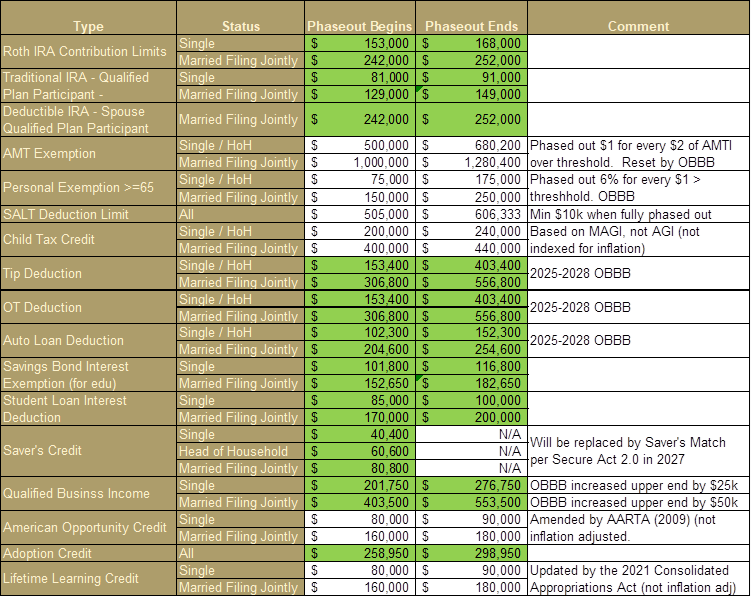 Type Status Phaseout Begins Phaseout Ends Comment
Roth IRA Contribution Limits Single $ 153,000 $ 168,000
Married Filing Jointly $ 242,000 $ 252,000
Traditional IRA - Qualified Single $ 81,000 $ 91,000
Plan Participant - Married Filing Jointly $ 129,000 $ 149,000
Deductible IRA - Spouse
Qualified Plan Participant Married Filing Jointly $ 242,000 $ 252,000
AMT Exemption Single / HoH $ 500,000 $ 680,200 Phased out $1 for every $2 of AMTI
Married Filing Jointly $ 1,000,000 $ 1,280,400 over threshold. Reset by OBBB
Personal Exemption >=65 Single / HoH $ 75,000 $ 175,000 Phased out 6% for every $1 >
Married Filing Jointly $ 150,000 $ 250,000 threshhold. OBBB
SALT Deduction Limit All $ 505,000 $ 606,333 Min $10k when fully phased out
Child Tax Credit Single / HoH $ 200,000 $ 240,000 Based on MAGI, not AGI (not
Married Filing Jointly $ 400,000 $ 440,000 indexed for inflation)
Tip Deduction Single / HoH $ 153,400 $ 403,400 2025-2028 OBBB
Married Filing Jointly $ 306,800 $ 556,800
OT Deduction Single / HoH $ 153,400 $ 403,400 2025-2028 OBBB
Married Filing Jointly $ 306,800 $ 556,800
Auto Loan Deduction Single / HoH $ 102,300 $ 152,300 2025-2028 OBBB
Married Filing Jointly $ 204,600 $ 254,600
Savings Bond Interest Single $ 101,800 $ 116,800
Exemption (for edu) Married Filing Jointly $ 152,650 $ 182,650
Student Loan Interest Single $ 85,000 $ 100,000
Deduction Married Filing Jointly $ 170,000 $ 200,000
Saver's Credit Single $ 40,400 N/A Will be replaced by Saver's Match
Head of Household $ 60,600 N/A per Secure Act 2.0 in 2027
Married Filing Jointly $ 80,800 N/A
Qualified Businss Income Single $ 201,750 $ 276,750 OBBB increased upper end by $25k
Married Filing Jointly $ 403,500 $ 553,500 OBBB increased upper end by $50k
American Opportunity Credit Single $ 80,000 $ 90,000 Amended by AARTA (2009) (not
Married Filing Jointly $ 160,000 $ 180,000 inflation adjusted.
Adoption Credit All $ 258,950 $ 298,950
Lifetime Learning Credit Single $ 80,000 $ 90,000 Updated by the 2021 Consolidated
Married Filing Jointly $ 160,000 $ 180,000 Appropriations Act (not inflation adj)